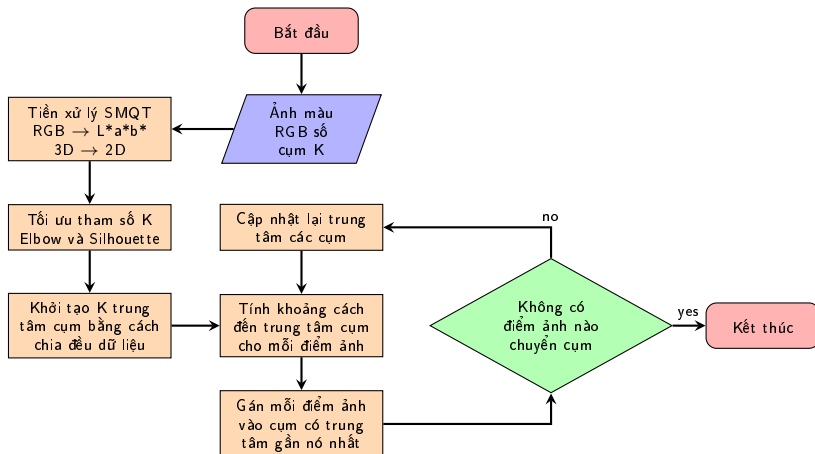 Bắt đầu
Ảnh màu
RGB số
cụm K
Tiền xử lý SMQT
RGB → L*a*b*
3D → 2D
Tối ưu tham số K
Elbow và Silhouette
Khởi tạo K trung
tâm cụm bằng cách
chia đều dữ liệu
Cập nhật lại trung
tâm các cụm
Tính khoảng cách
đến trung tâm cụm
cho mỗi điểm ảnh
Gán mỗi điểm ảnh
vào cụm có trung
tâm gần nó nhất
no
Không có
điểm ảnh nào
chuyển cụm
yes
Kết thúc